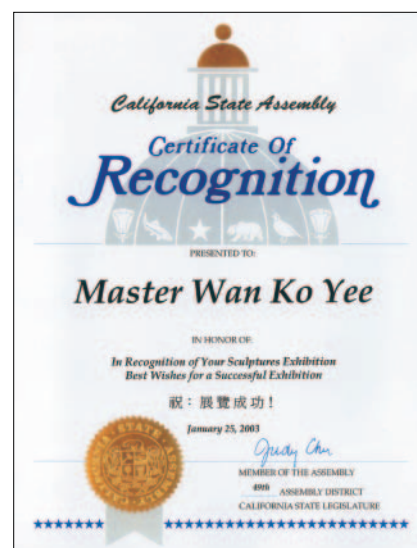 California State Assembly
Certificate Of
Recognition
PRESENTED TO:
Master Wan Ko Yee
IN HONOR OF:
In Recognition of Your Sculptures Exhibition
Best Wishes for a Successful Exhibition
祝：展覽成功！
January 25, 2003
Judy Chu
MEMBER OF THE ASSEMBLY
49th ASSEMBLY DISTRICT
CALIFORNIA STATE LEGISLATURE